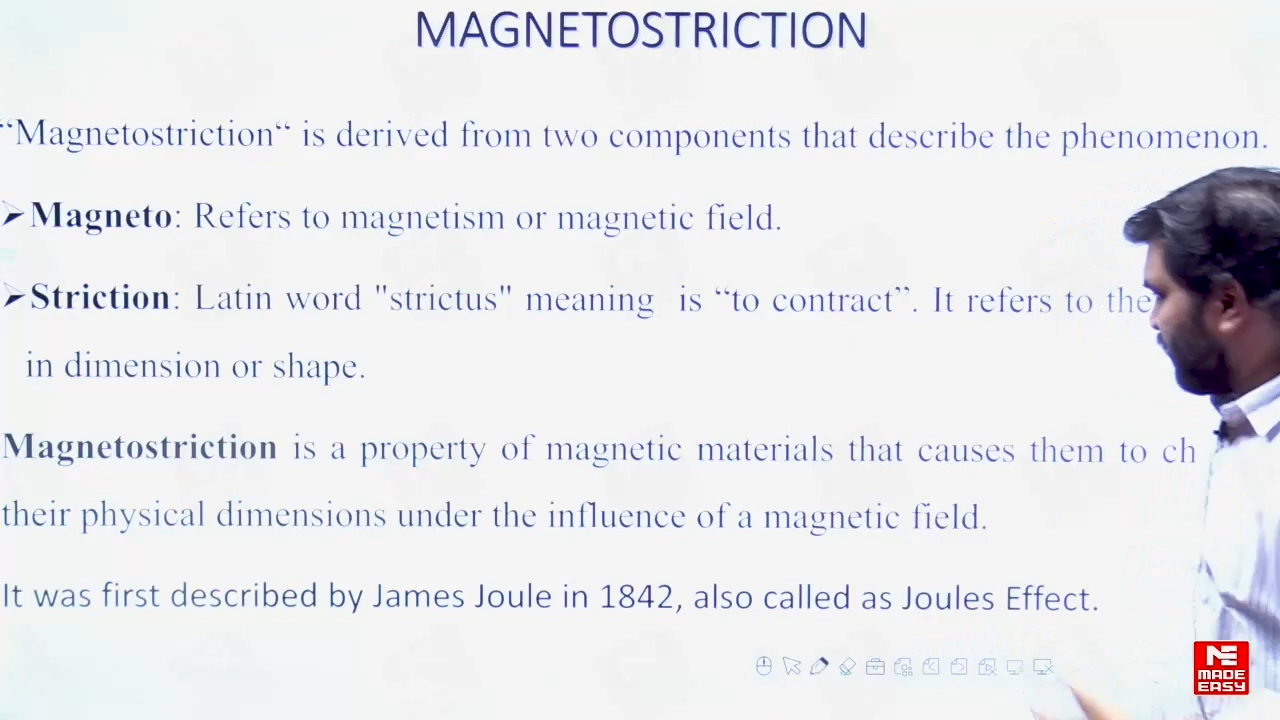 MAGNETOSTRICTION
“Magnetostriction“ is derived from two components that describe the phenomenon.
➢Magneto: Refers to magnetism or magnetic field.
➢Striction: Latin word "strictus" meaning is “to contract”. It refers to the
in dimension or shape.
Magnetostriction is a property of magnetic materials that causes them to ch
their physical dimensions under the influence of a magnetic field.
It was first described by James Joule in 1842, also called as Joules Effect.
ME
MADE
EASY